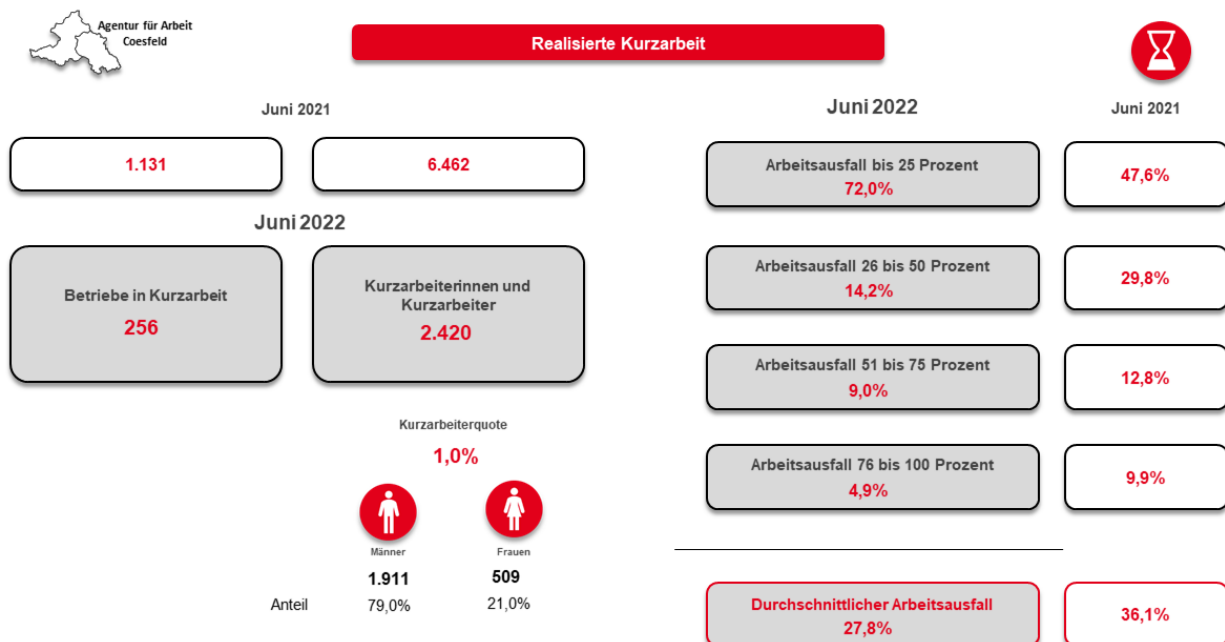 Agentur für Arbeit
Coesfeld
Realisierte Kurzarbeit
Juni 2021
1.131
6.462
Juni 2022
Betriebe in Kurzarbeit
256
Kurzarbeiterinnen und
Kurzarbeiter
2.420
Kurzarbeiterquote
1,0%
Männer
Frauen
1.911
509
Anteil
79,0%
21,0%
Juni 2022
Juni 2021
Arbeitsausfall bis 25 Prozent
72,0%
47,6%
Arbeitsausfall 26 bis 50 Prozent
14,2%
29,8%
Arbeitsausfall 51 bis 75 Prozent
9,0%
12,8%
Arbeitsausfall 76 bis 100 Prozent
4,9%
9,9%
Durchschnittlicher Arbeitsausfall
27,8%
36,1%